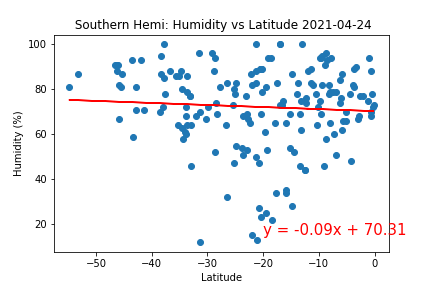 Southern Hemi: Humidity vs Latitude 2021-04-24
100
80
60
40
20
Humidity (%)
y = -0.09x + 70.31
−50
−40
−30
−20
−10
0
Latitude